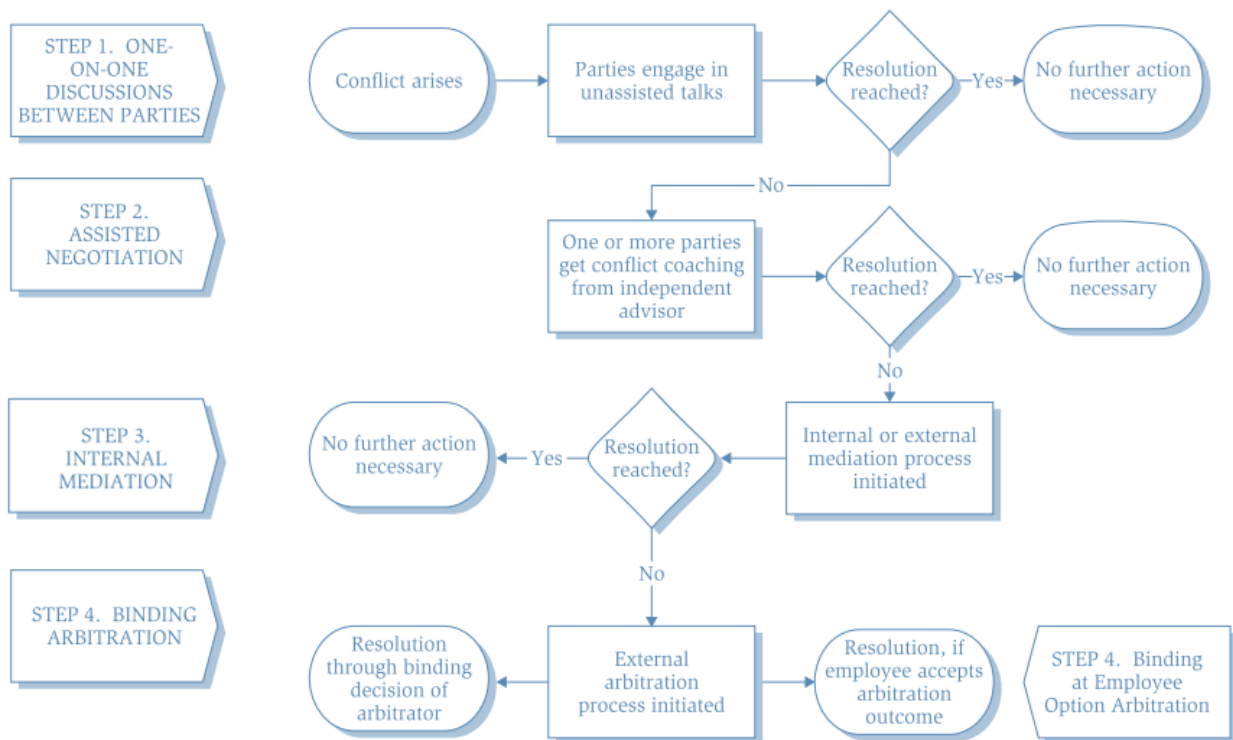 STEP 1. ONE-
ON-ONE
DISCUSSIONS
BETWEEN PARTIES
Conflict arises
Parties engage in
unassisted talks
Resolution
reached?
Yes
No further action
necessary
No
STEP 2.
ASSISTED
NEGOTIATION
One or more parties
get conflict coaching
from independent
advisor
Resolution
reached?
Yes
No further action
necessary
No
STEP 3.
INTERNAL
MEDIATION
No further action
necessary
Yes
Resolution
reached?
Internal or external
mediation process
initiated
No
STEP 4. BINDING
ARBITRATION
Resolution
through binding
decision of
arbitrator
External
arbitration
process initiated
Resolution, if
employee accepts
arbitration
outcome
STEP 4. Binding
at Employee
Option Arbitration